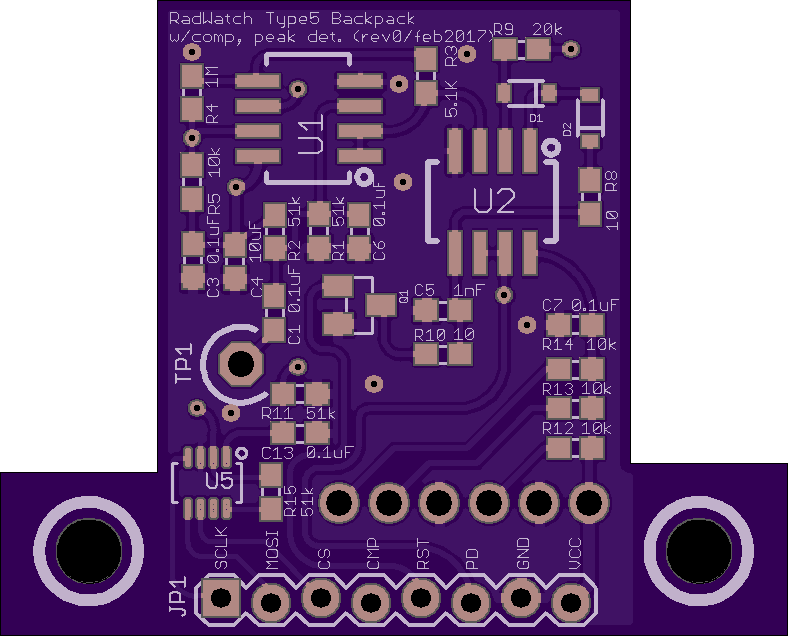 RadWatch Type5 Backpack
w/comp, peak det. (rev0/feb2017)
R9 20k
1M
R4
U1
R3
5.1K
D1
D2
10k
R5
U2
R8
10
0.1uF
C3
10uF
C4
51k
R2
51k
R1
0.1uF
C6
0.1uF
C1
Q1
C5 1nF
R10 10
C7 0.1uF
R14 10k
R13 10k
R12 10k
TP1
R11 51k
C13 0.1uF
U5
R15
51k
SCLK
MOSI
CS
CMP
RST
PD
GND
VCC
JP1